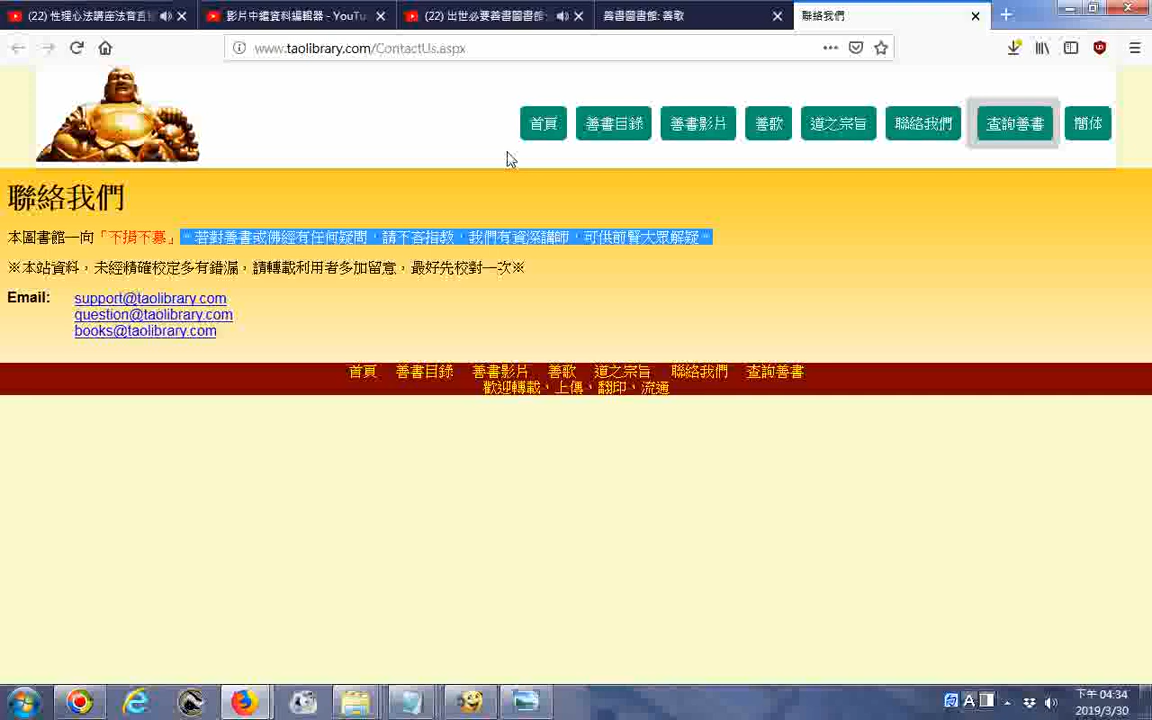 (22) 性理心法講座法音直
影片中繼資料編輯器 - YouTu
(22) 出世必要善書圖書館
善書圖書館: 善歌
聯絡我們
www.taolibrary.com/ContactUs.aspx
首頁
善書目錄
善書影片
善歌
道之宗旨
聯絡我們
查詢善書
簡体
聯絡我們
本圖書館一向「不捐不募」。若對善書或佛經有任何疑問，請不吝指教，我們有資深講師，可供前賢大眾解疑。
※本站資料，未經精確校定多有錯漏，請轉載利用者多加留意，最好先校對一次※
Email: support@taolibrary.com
question@taolibrary.com
books@taolibrary.com
首頁 善書目錄 善書影片 善歌 道之宗旨 聯絡我們 查詢善書
歡迎轉載、上傳、翻印、流通
A
下午 04:34
2019/3/30